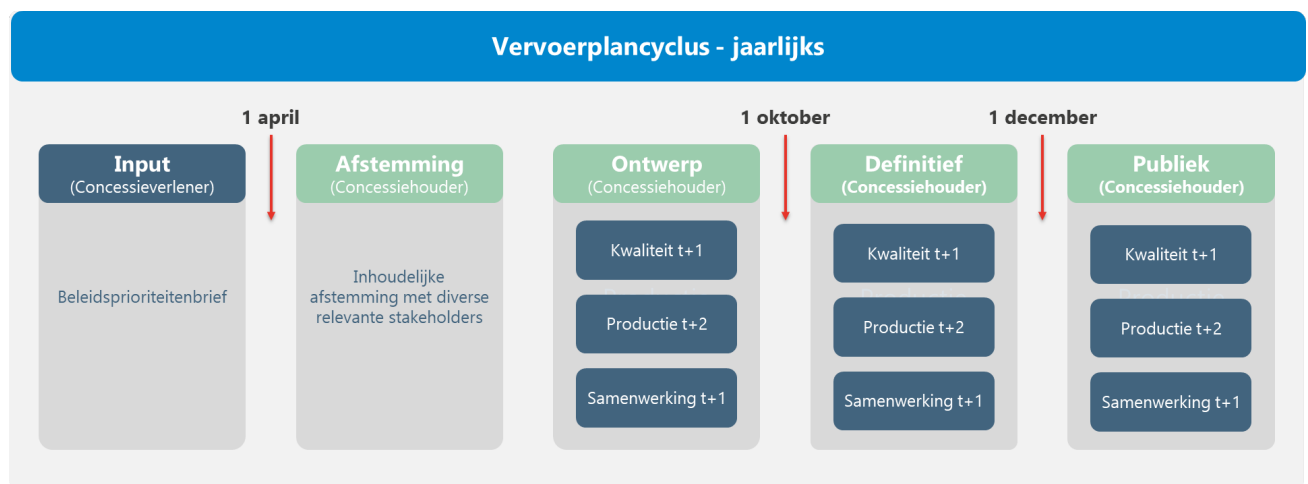 Vervoerplancyclus - jaarlijks
1 april
1 oktober
1 december
Input
(Concessieverlener)
Beleidsprioriteitenbrief
Afstemming
(Concessiehouder)
Inhoudelijke
afstemming met diverse
relevante stakeholders
Ontwerp
(Concessiehouder)
Kwaliteit t+1
Productie t+2
Samenwerking t+1
Definitief
(Concessiehouder)
Kwaliteit t+1
Productie t+2
Samenwerking t+1
Publiek
(Concessiehouder)
Kwaliteit t+1
Productie t+2
Samenwerking t+1